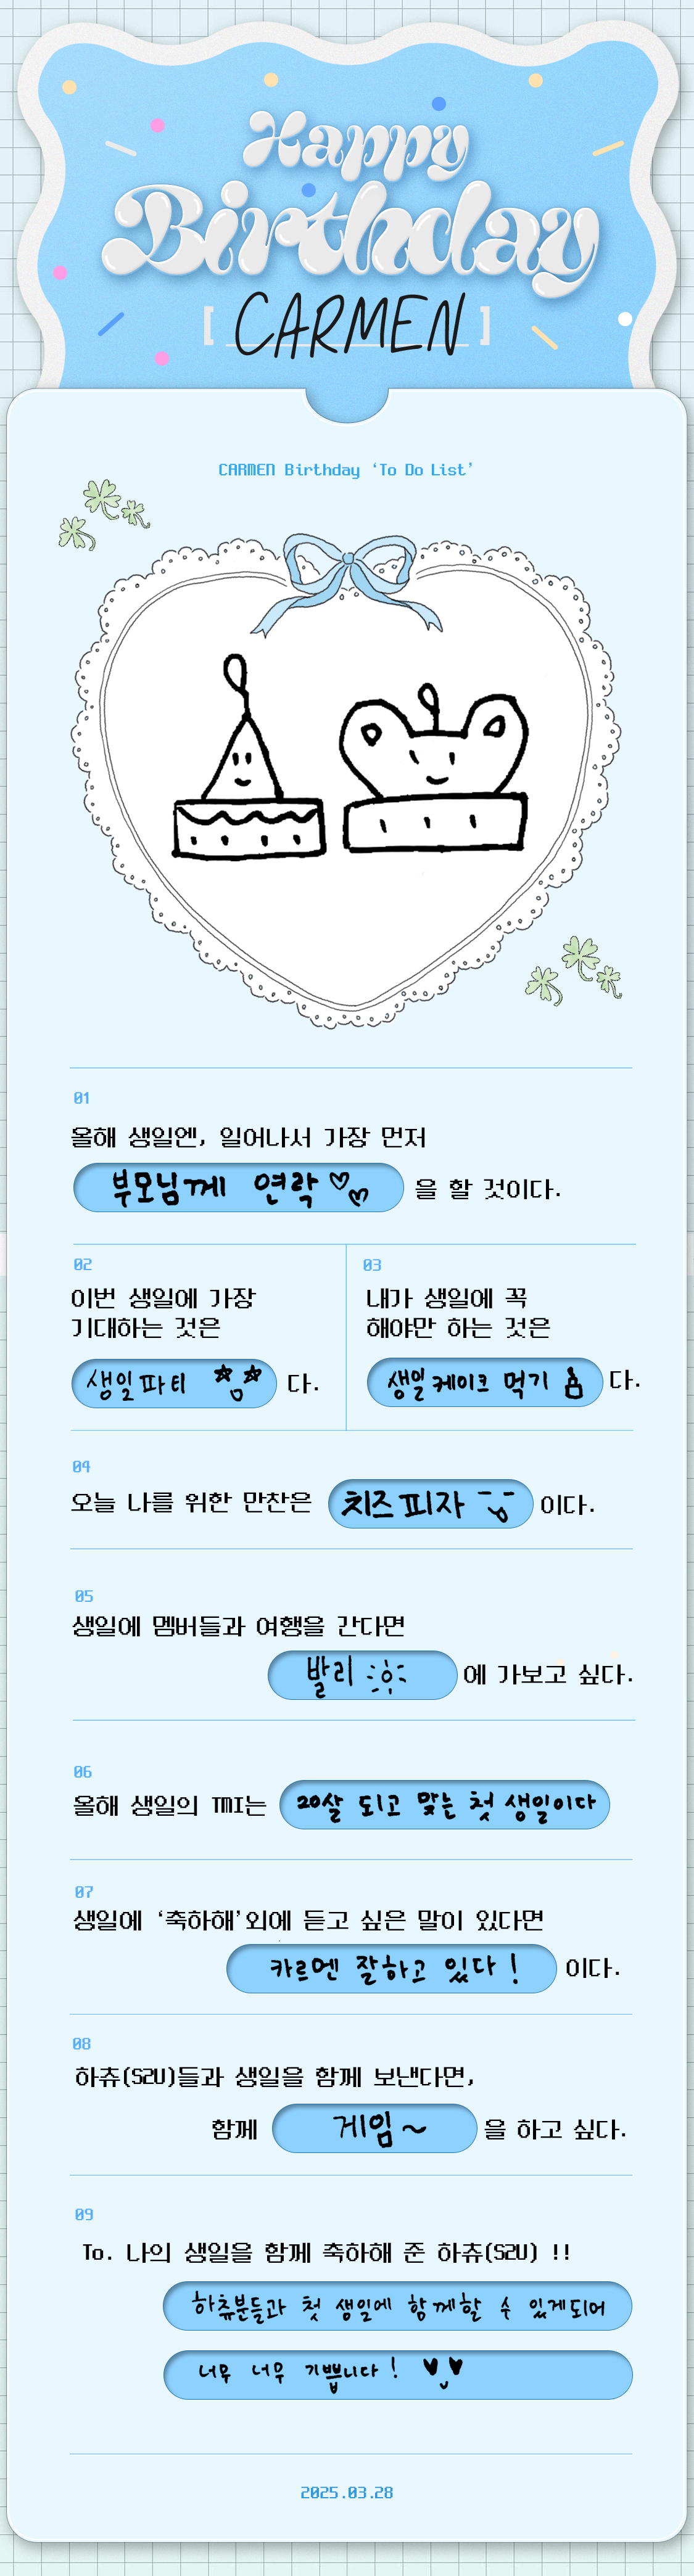 Happy
Birthday
[ CARMEN ]
CARMEN Birthday ‘To Do List’
01
올해 생일엔, 일어나서 가장 먼저
부모님께 연락 ♡♡ 을 할 것이다.
02
이번 생일에 가장
기대하는 것은
생일파티 다.
03
내가 생일에 꼭
해야만 하는 것은
생일케이크 먹기 다.
04
오늘 나를 위한 만찬은 치즈피자 이다.
05
생일에 멤버들과 여행을 간다면
발리 에 가보고 싶다.
06
올해 생일의 TMI는 20살 되고 맞는 첫 생일이다
07
생일에 ‘축하해’외에 듣고 싶은 말이 있다면
카르멘 잘하고 있다! 이다.
08
하츄(S2U)들과 생일을 함께 보낸다면,
함께 게임~ 을 하고 싶다.
09
To. 나의 생일을 함께 축하해 준 하츄(S2U) !!
하츄분들과 첫 생일에 함께할 수 있게되어
너무 너무 기쁩니다!
2025.03.28